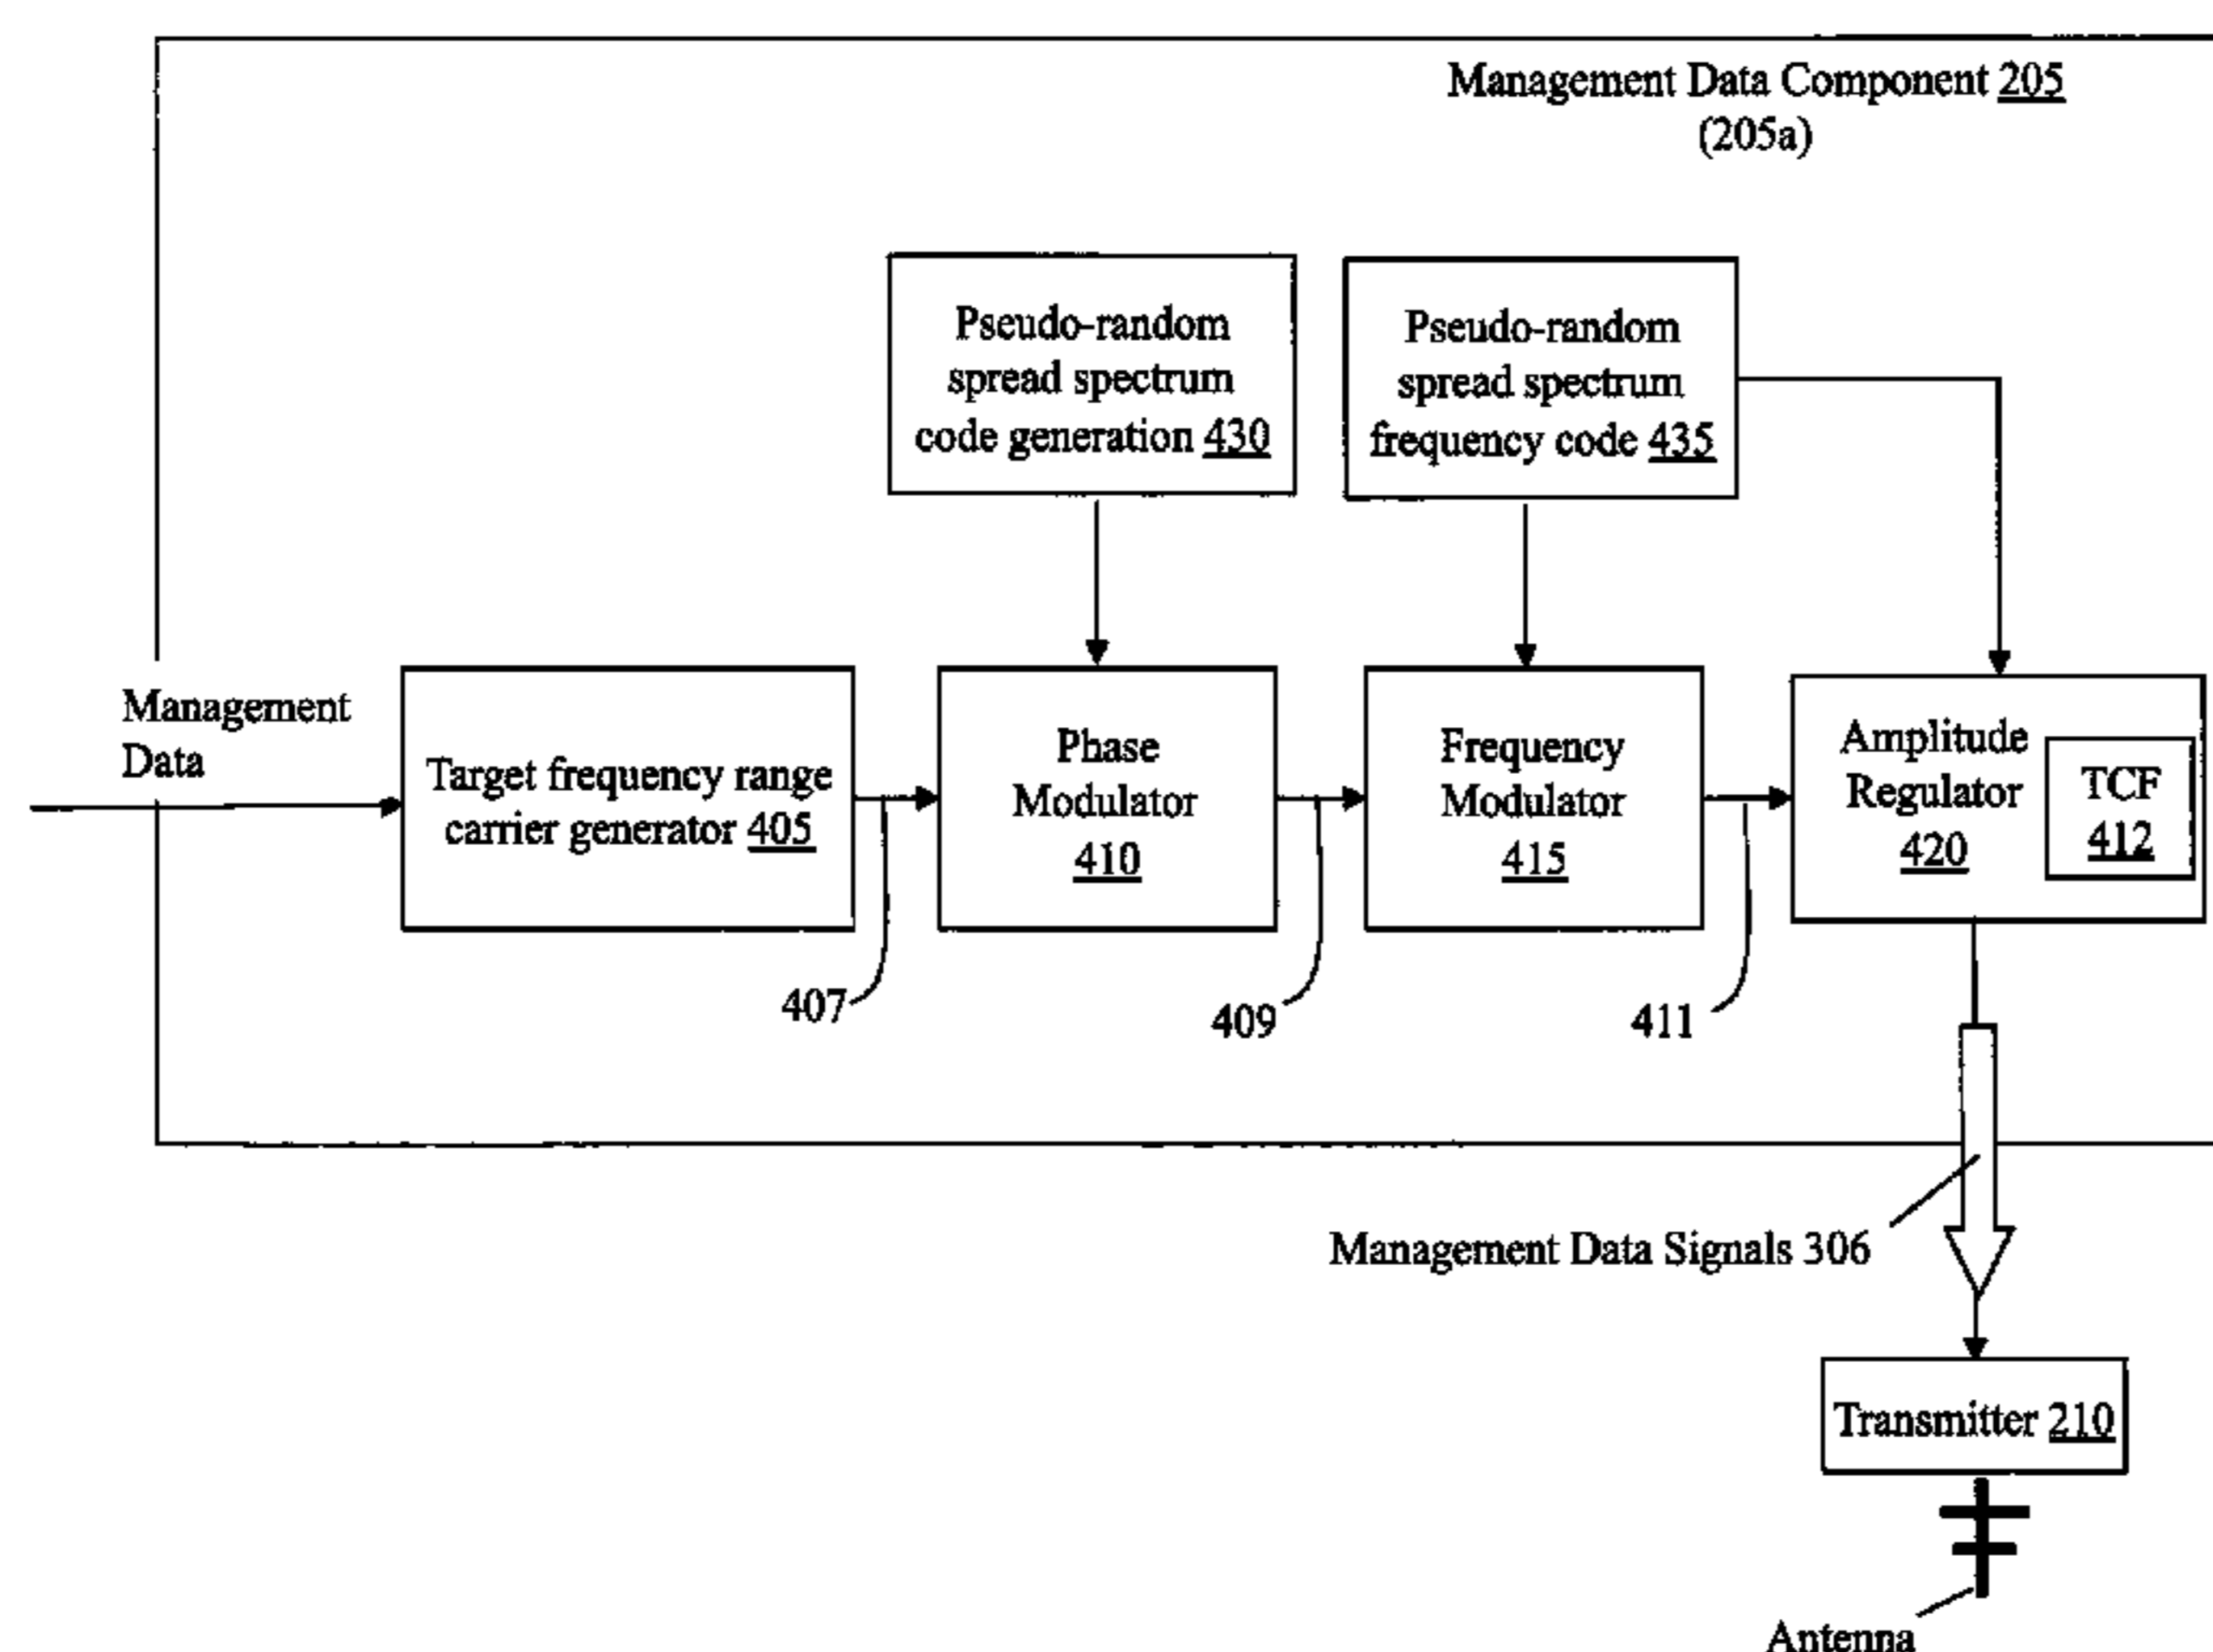 Management Data Component 205
(205a)
Pseudo-random
spread spectrum
code generation 430
Pseudo-random
spread spectrum
frequency code 435
Management
Data
Target frequency range
carrier generator 405
Phase
Modulator
410
Frequency
Modulator
415
Amplitude
Regulator
420
TCF
412
407
409
411
Management Data Signals 306
Transmitter 210
Antenna